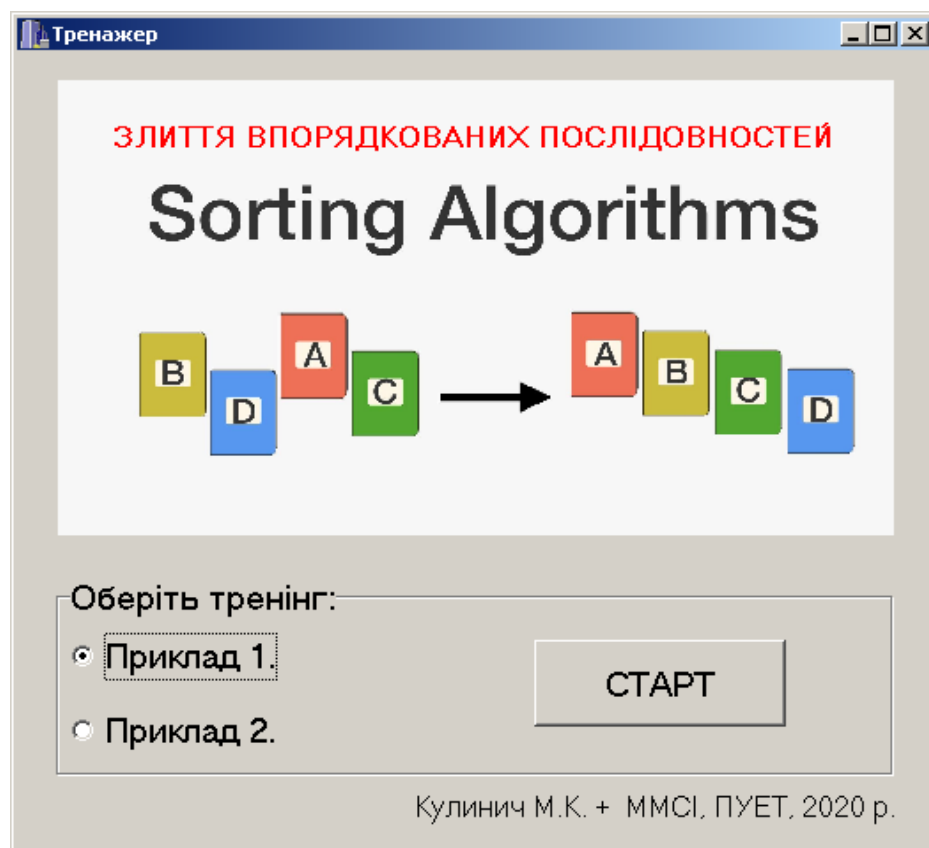 Тренажер
ЗЛИТТЯ ВПОРЯДКОВАНИХ ПОСЛІДОВНОСТЕЙ
Sorting Algorithms
B D A C A B C D
Оберіть тренінг:
Приклад 1.
СТАРТ
Приклад 2.
Кулинич М.К. + ММСІ, ПУЕТ, 2020 р.